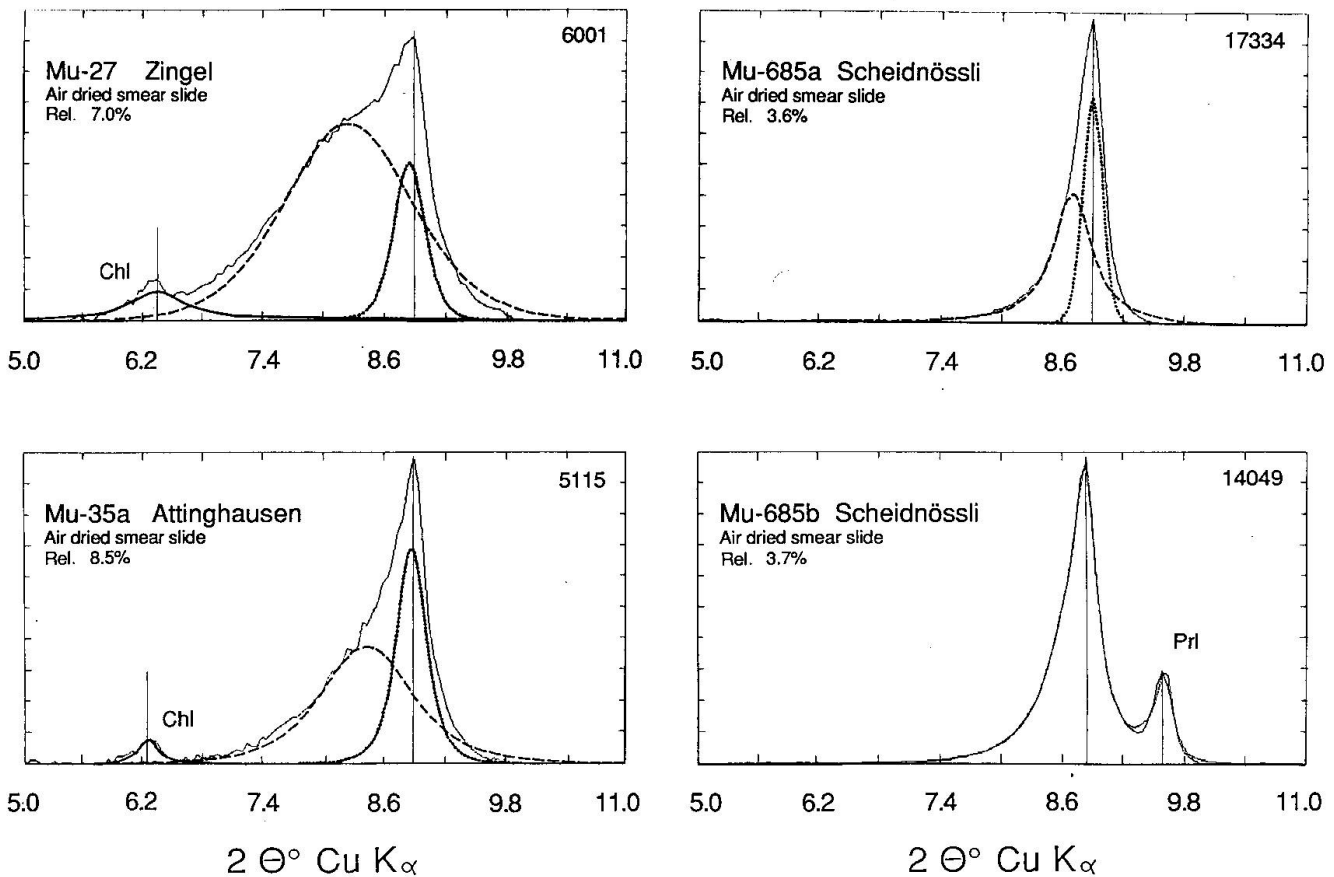 6001
Mu-27 Zingel
Air dried smear slide
Rel. 7.0%
Chl
5.0 6.2 7.4 8.6 9.8 11.0
17334
Mu-685a Scheidnössli
Air dried smear slide
Rel. 3.6%
5.0 6.2 7.4 8.6 9.8 11.0
5115
Mu-35a Attinghausen
Air dried smear slide
Rel. 8.5%
Chl
5.0 6.2 7.4 8.6 9.8 11.0
2 Θ° Cu Kα
14049
Mu-685b Scheidnössli
Air dried smear slide
Rel. 3.7%
Prl
5.0 6.2 7.4 8.6 9.8 11.0
2 Θ° Cu Kα